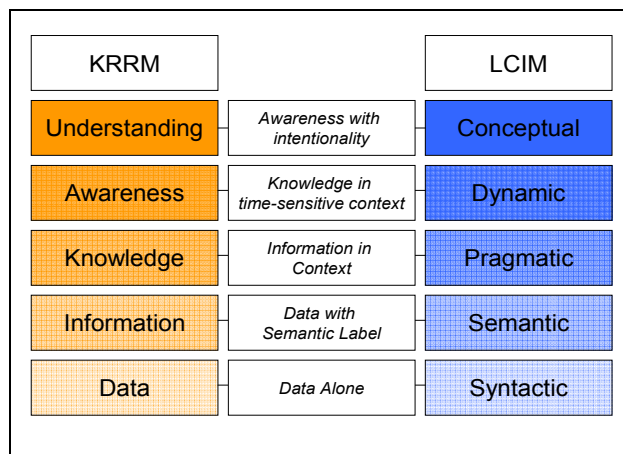 KRRM
LCIM
Understanding
Awareness with
intentionality
Conceptual
Awareness
Knowledge in
time-sensitive context
Dynamic
Knowledge
Information in
Context
Pragmatic
Information
Data with
Semantic Label
Semantic
Data
Data Alone
Syntactic